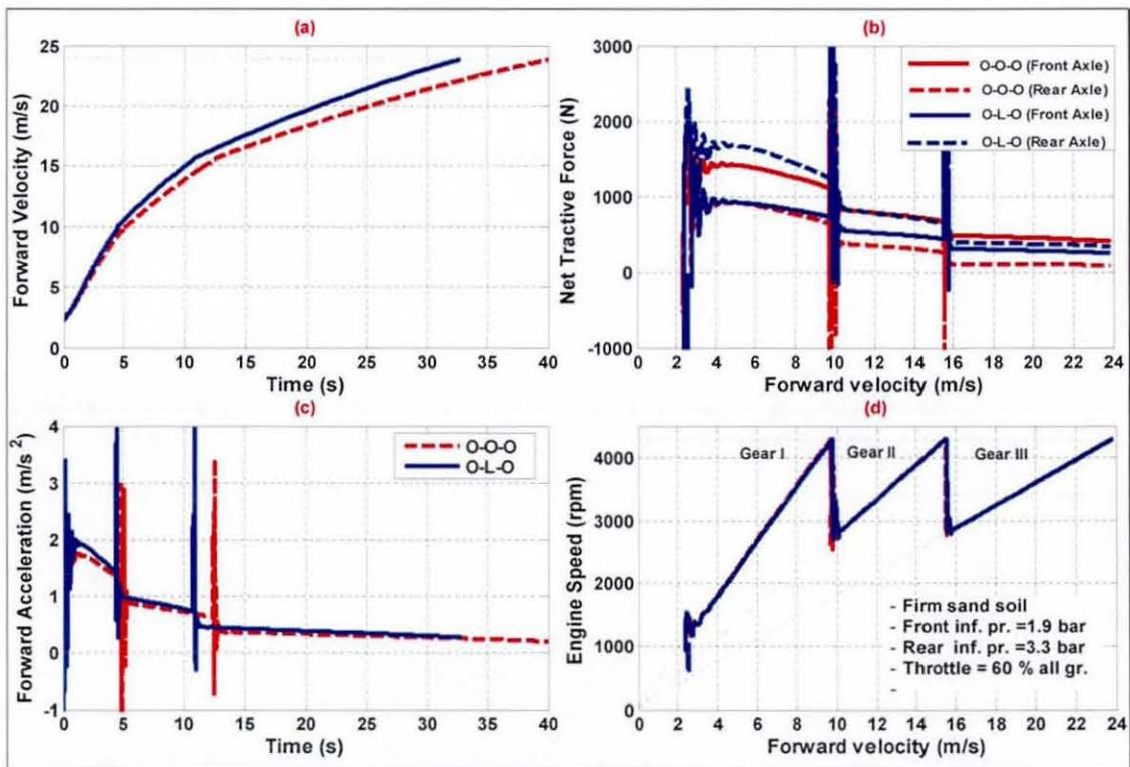 (a)
25
20
15
10
5
0
Forward Velocity (m/s)
0 5 10 15 20 25 30 35 40
Time (s)
(b)
3000
2000
1000
0
-1000
Net Tractive Force (N)
O-O-O (Front Axle)
O-O-O (Rear Axle)
O-L-O (Front Axle)
O-L-O (Rear Axle)
0 2 4 6 8 10 12 14 16 18 20 22 24
Forward velocity (m/s)
(c)
4
3
2
1
0
-1
Forward Acceleration (m/s²)
O-O-O
O-L-O
0 5 10 15 20 25 30 35 40
Time (s)
(d)
4000
3000
2000
1000
0
Engine Speed (rpm)
Gear I Gear II Gear III
- Firm sand soil
- Front inf. pr. =1.9 bar
- Rear inf. pr. =3.3 bar
- Throttle = 60 % all gr.
-
0 2 4 6 8 10 12 14 16 18 20 22 24
Forward velocity (m/s)